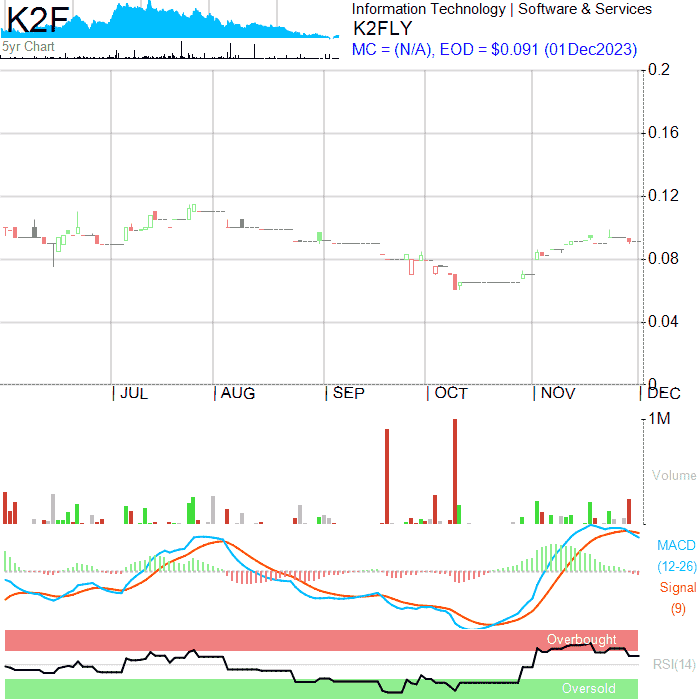 K2F
5yr Chart
Information Technology | Software & Services
K2FLY
MC = (N/A), EOD = $0.091 (01Dec2023)
0.2
0.16
0.12
0.08
0.04
0
JUL AUG SEP OCT NOV DEC
1M
Volume
MACD
(12-26)
Signal
(9)
Overbought
RSI(14)
Oversold